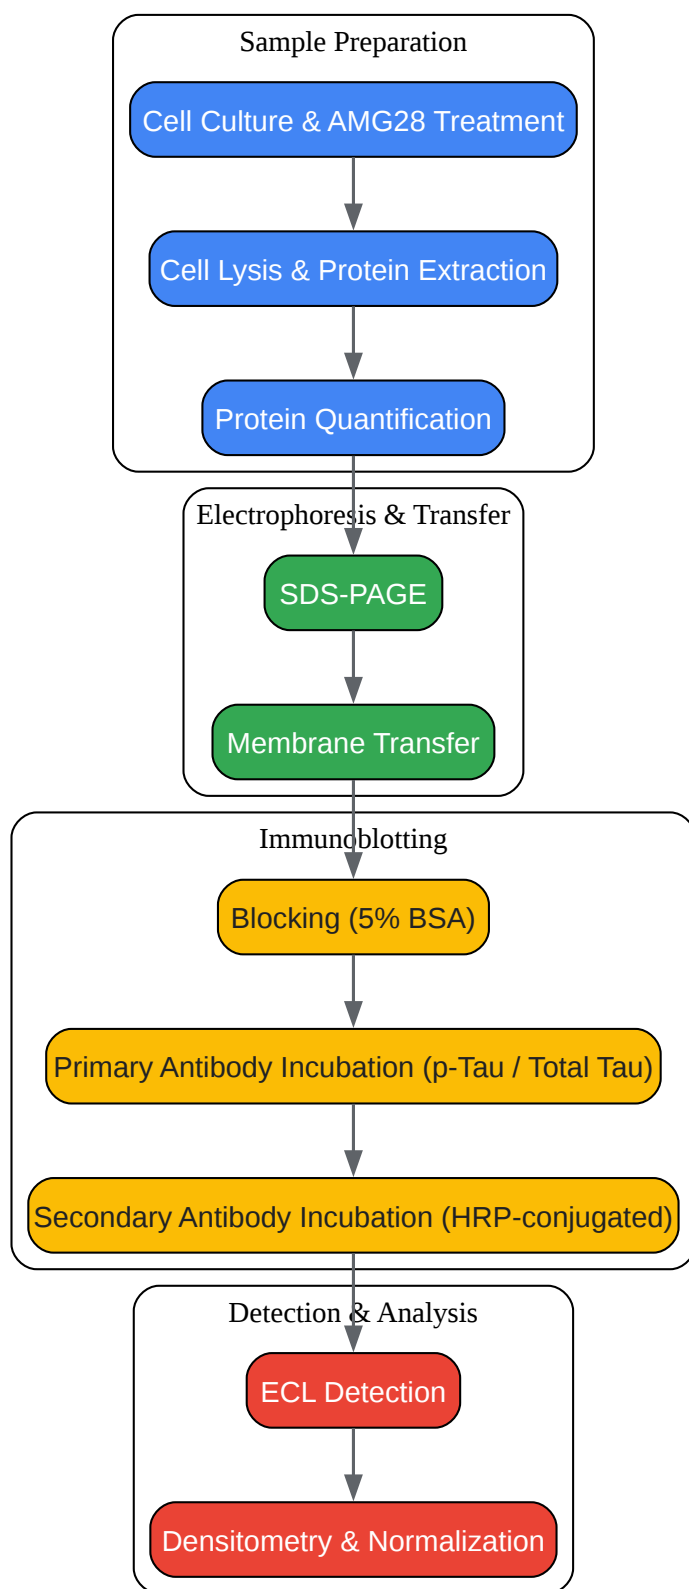 Sample Preparation
Cell Culture & AMG28 Treatment
Cell Lysis & Protein Extraction
Protein Quantification
Electrophoresis & Transfer
SDS-PAGE
Membrane Transfer
Immunoblotting
Blocking (5% BSA)
Primary Antibody Incubation (p-Tau / Total Tau)
Secondary Antibody Incubation (HRP-conjugated)
Detection & Analysis
ECL Detection
Densitometry & Normalization